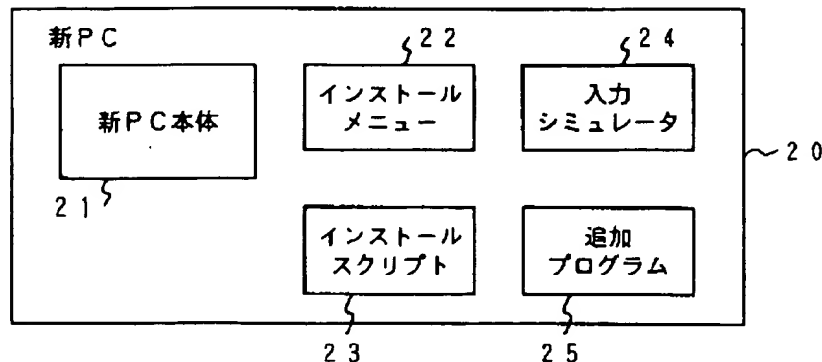 新PC
22
24
新PC本体
インストール
メニュー
入力
シミュレータ
20
21
インストール
スクリプト
追加
プログラム
23
25